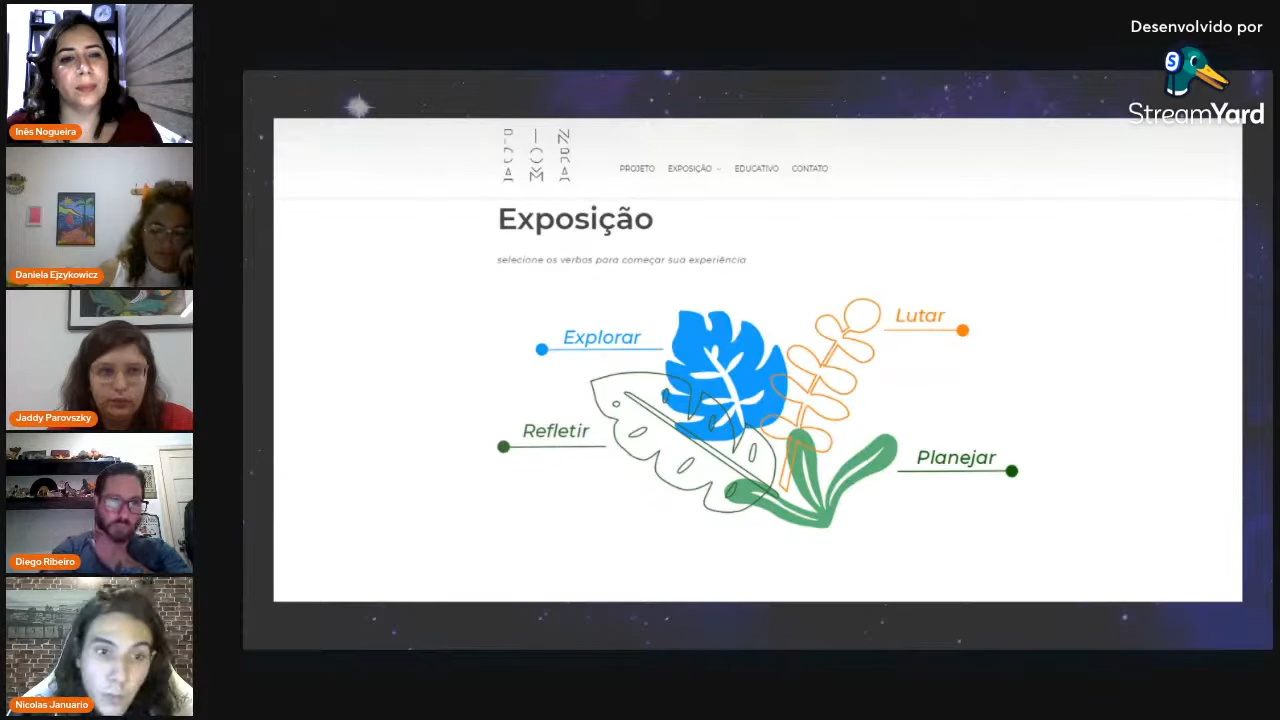 Desenvolvido por
StreamYard
Inês Nogueira
Daniela Ejzykowicz
Jaddy Parovszky
Diego Ribeiro
Nicolas Januario
PROJETO EXPOSIÇÃO EDUCATIVO CONTATO
Exposição
selecione os verbos para começar sua experiência
Explorar
Lutar
Refletir
Planejar